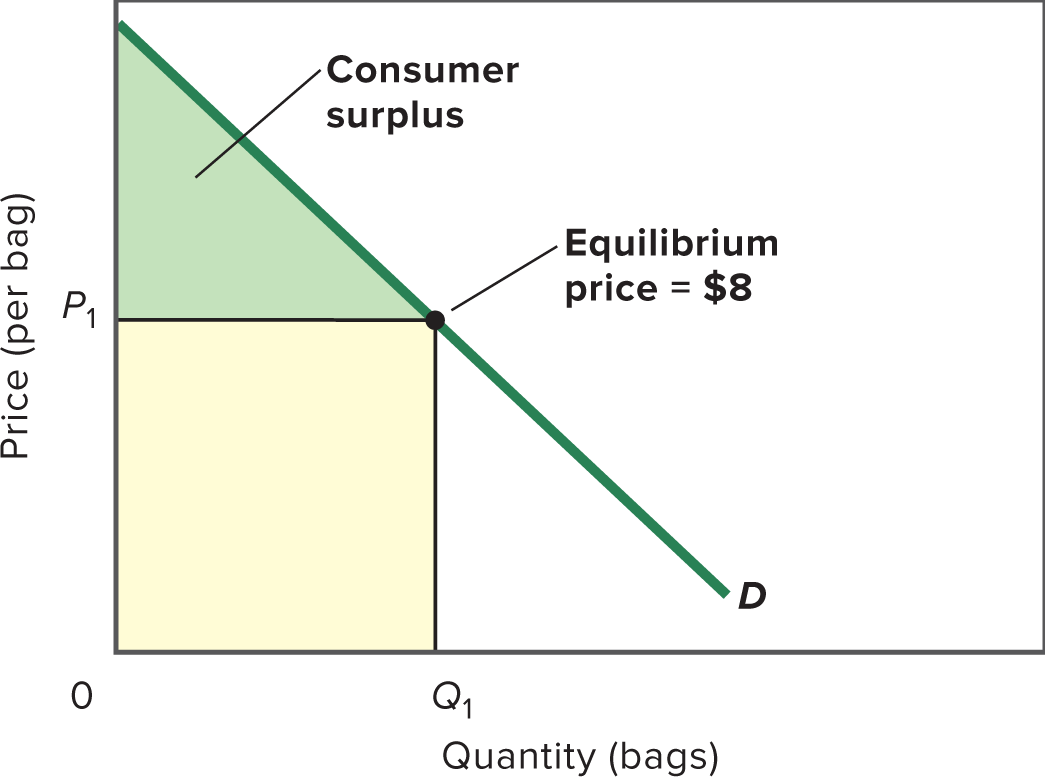 Consumer
surplus
Equilibrium
price = $8
Price (per bag)
P₁
D
0
Q₁
Quantity (bags)